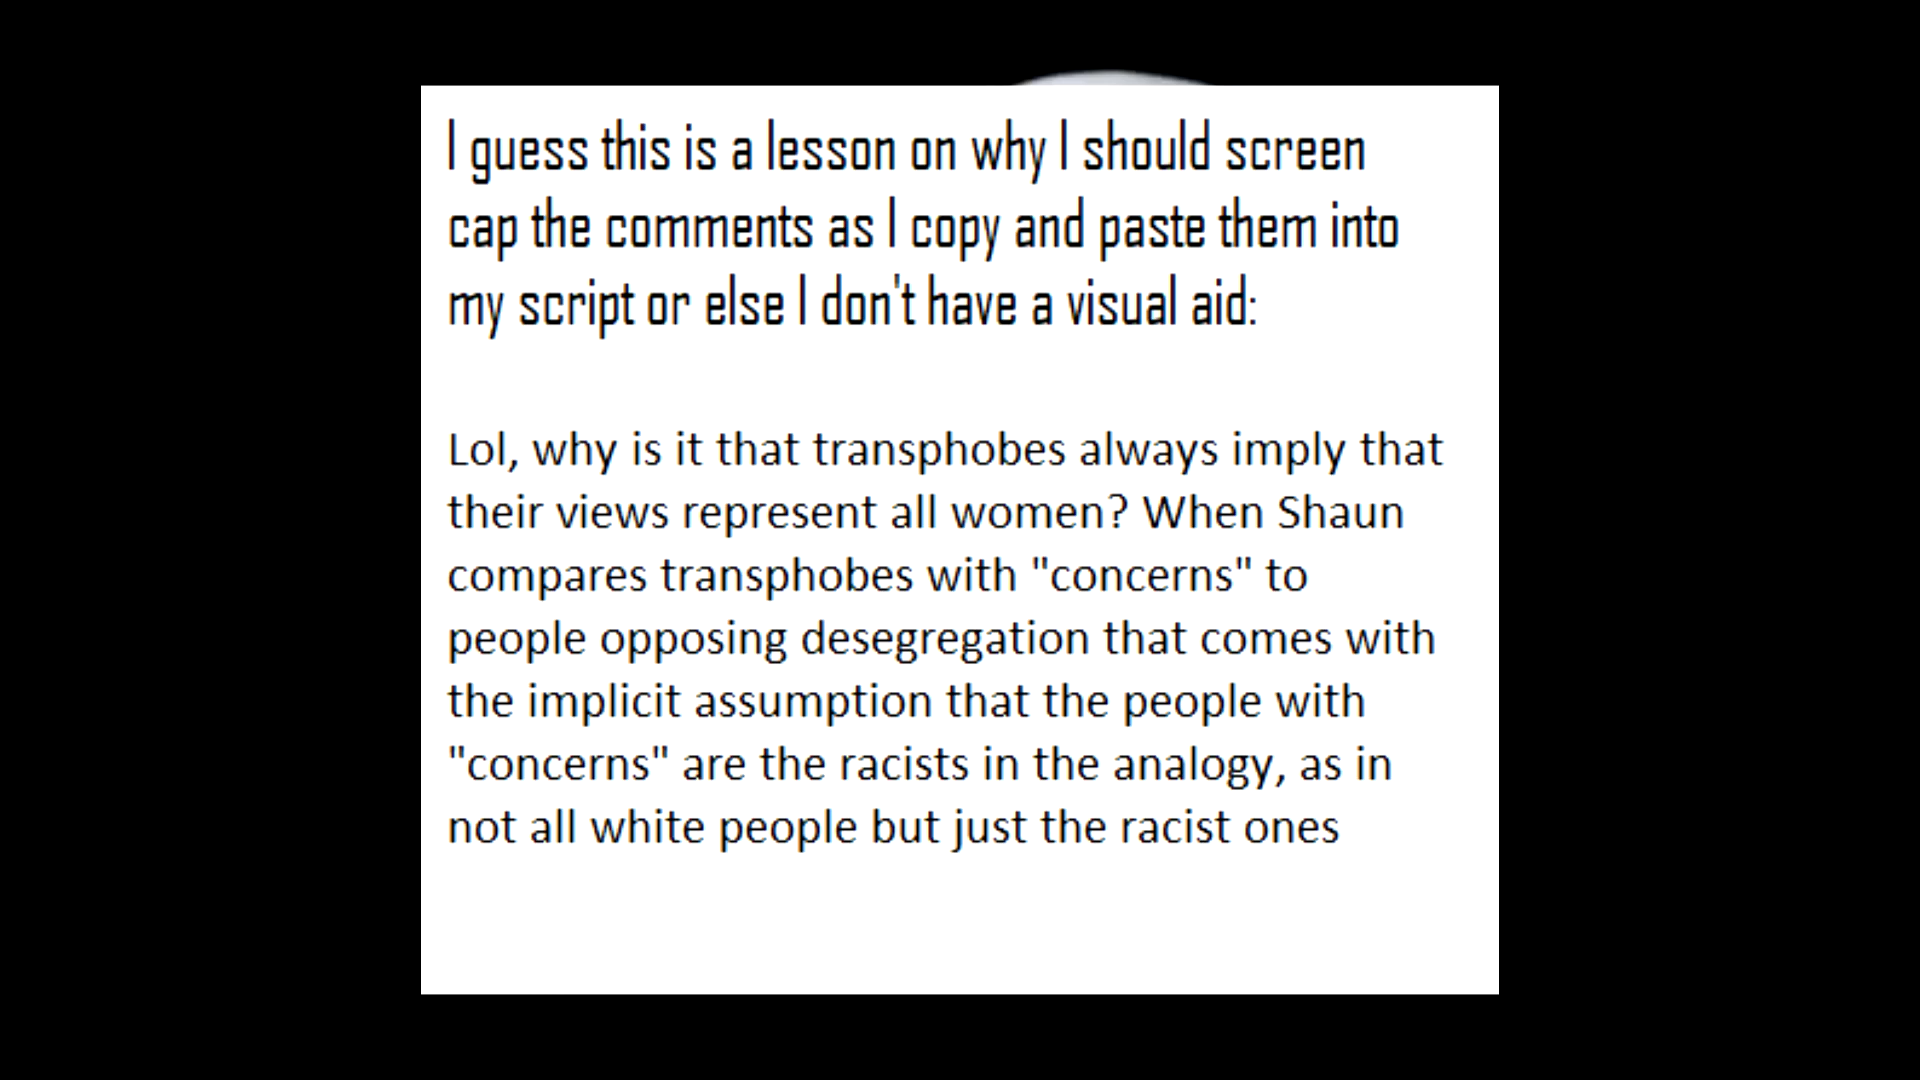 I guess this is a lesson on why I should screen
cap the comments as I copy and paste them into
my script or else I don't have a visual aid:
Lol, why is it that transphobes always imply that
their views represent all women? When Shaun
compares transphobes with "concerns" to
people opposing desegregation that comes with
the implicit assumption that the people with
"concerns" are the racists in the analogy, as in
not all white people but just the racist ones